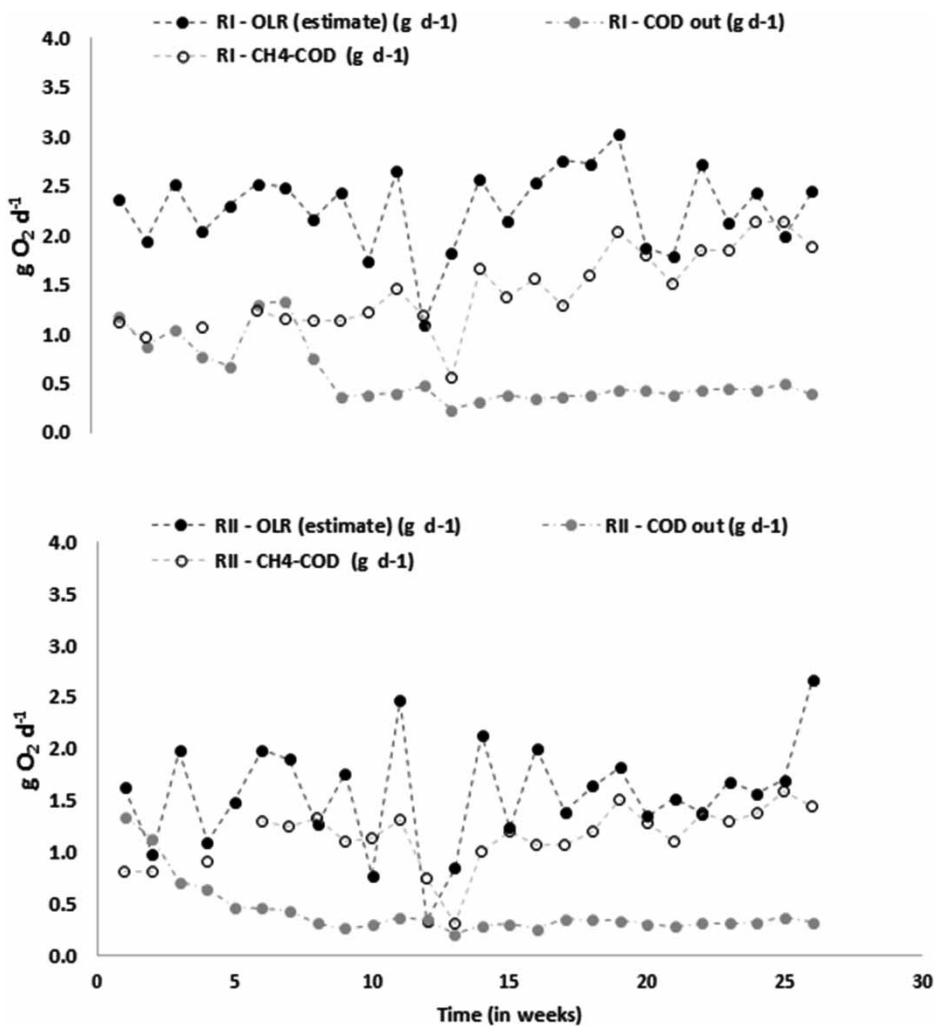 RI - OLR (estimate) (g d-1) RI - COD out (g d-1)
RI - CH4-COD (g d-1)
4.0
3.5
3.0
2.5
2.0
1.5
1.0
0.5
0.0
g O₂ d⁻¹
RII - OLR (estimate) (g d-1) RII - COD out (g d-1)
RII - CH4-COD (g d-1)
4.0
3.5
3.0
2.5
2.0
1.5
1.0
0.5
0.0
g O₂ d⁻¹
0 5 10 15 20 25 30
Time (in weeks)